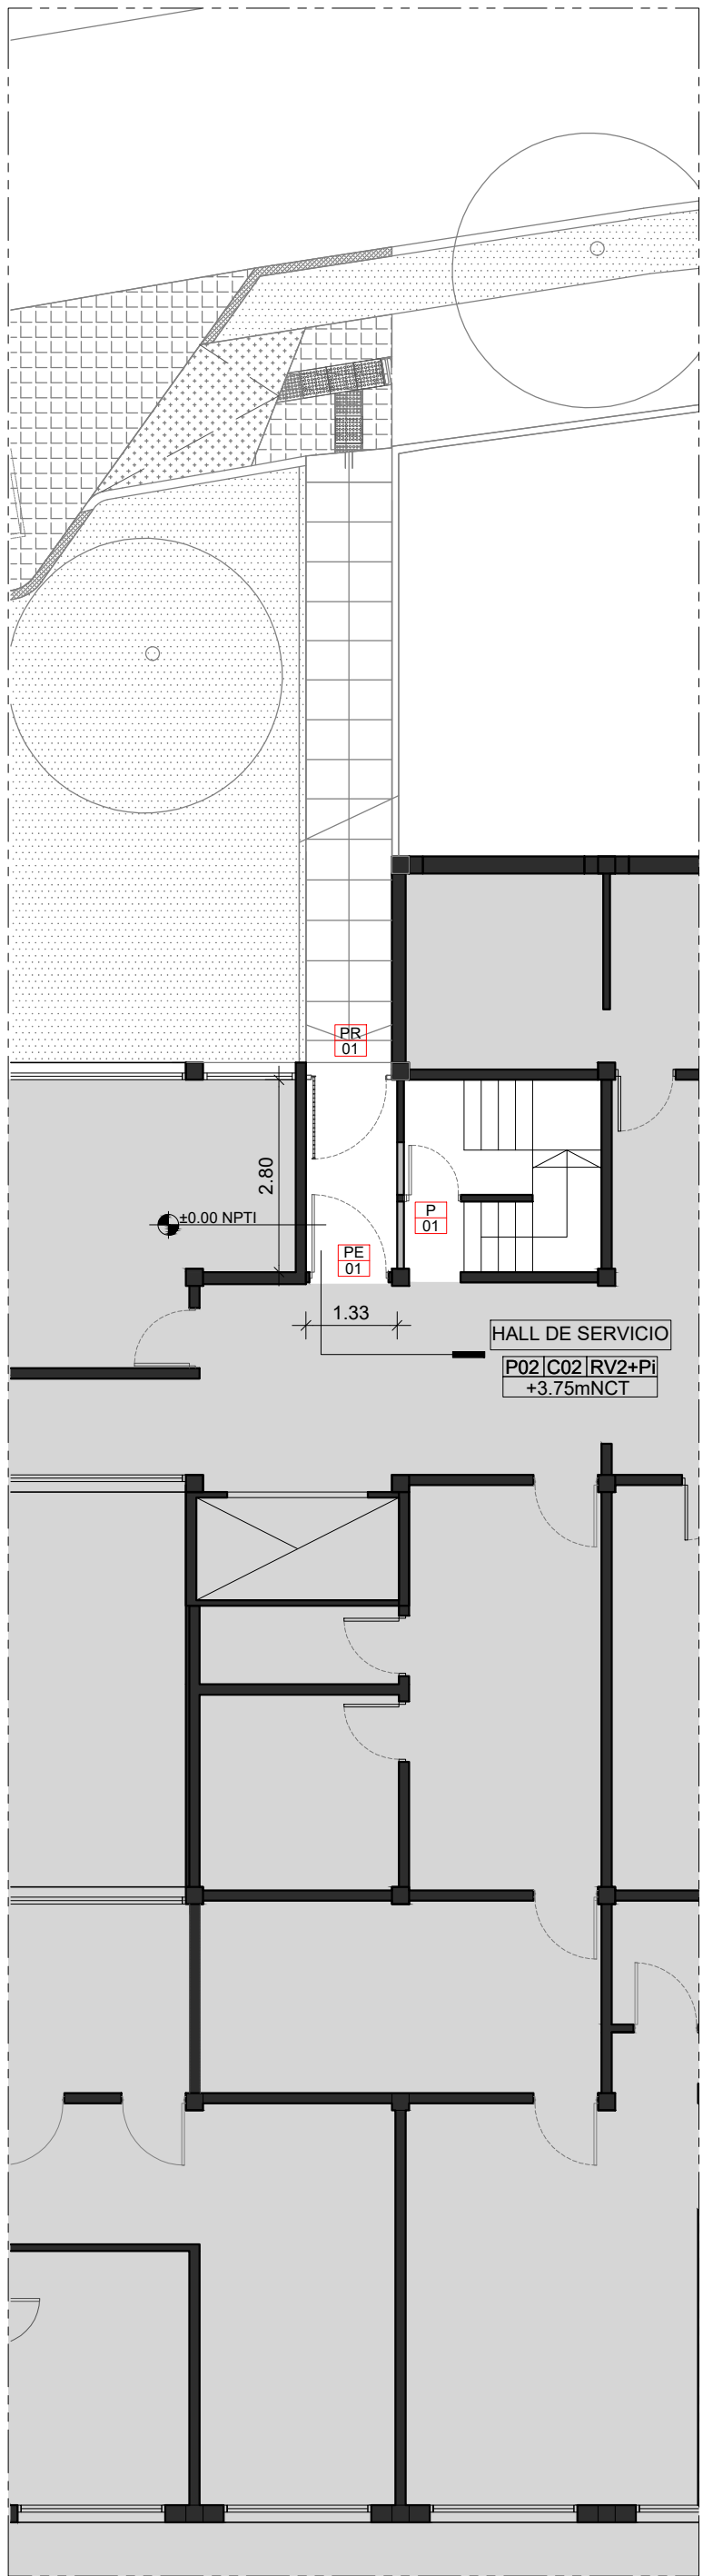 PR
01
2.80
±0.00 NPTI
P
01
PE
01
1.33
HALL DE SERVICIO
P02 C02 RV2+Pi
+3.75mNCT